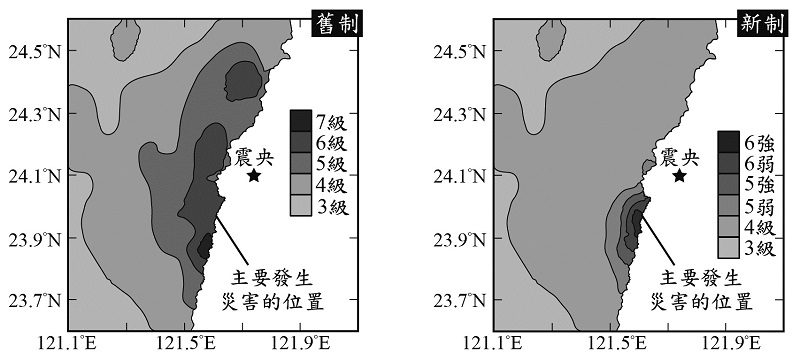 舊制
24.5°N
24.3°N
24.1°N
23.9°N
23.7°N
121.1°E
121.5°E
121.9°E
7級
6級
5級
4級
3級
震央
主要發生
災害的位置
新制
24.5°N
24.3°N
24.1°N
23.9°N
23.7°N
121.1°E
121.5°E
121.9°E
6強
6弱
5強
5弱
4級
3級
震央
主要發生
災害的位置